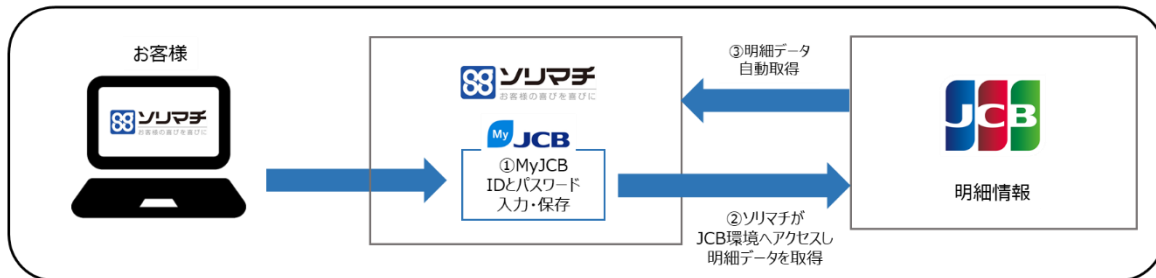 お客様
ソリマチ
お客様の喜びを喜びに
ソリマチ
お客様の喜びを喜びに
My JCB
①MyJCB
IDとパスワード
入力・保存
③明細データ
自動取得
②ソリマチが
JCB環境へアクセスし
明細データを取得
JCB
明細情報